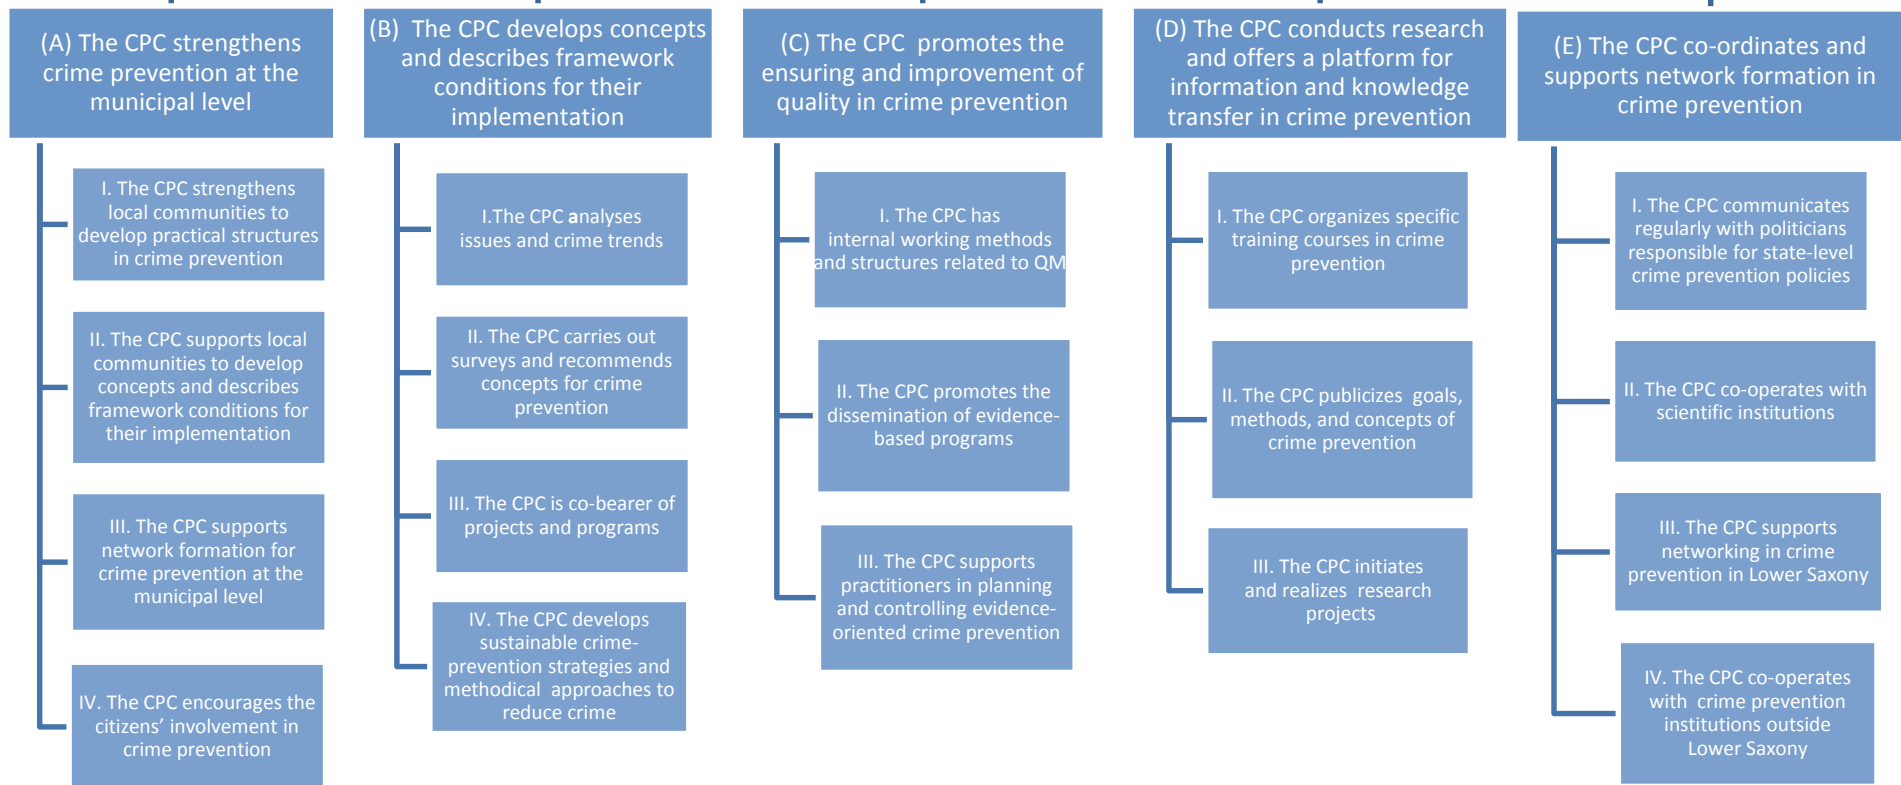 (A) The CPC strengthens
crime prevention at the
municipal level
I. The CPC strengthens
local communities to
develop practical structures
in crime prevention
II. The CPC supports local
communities to develop
concepts and describes
framework conditions for
their implementation
III. The CPC supports
network formation for
crime prevention at the
municipal level
IV. The CPC encourages the
citizens’ involvement in
crime prevention
(B) The CPC develops concepts
and describes framework
conditions for their
implementation
I.The CPC analyses
issues and crime trends
II. The CPC carries out
surveys and recommends
concepts for crime
prevention
III. The CPC is co-bearer of
projects and programs
IV. The CPC develops
sustainable crime-
prevention strategies and
methodical approaches to
reduce crime
(C) The CPC promotes the
ensuring and improvement of
quality in crime prevention
I. The CPC has
internal working methods
and structures related to QM
II. The CPC promotes the
dissemination of evidence-
based programs
III. The CPC supports
practitioners in planning
and controlling evidence-
oriented crime prevention
(D) The CPC conducts research
and offers a platform for
information and knowledge
transfer in crime prevention
I. The CPC organizes specific
training courses in crime
prevention
II. The CPC publicizes goals,
methods, and concepts of
crime prevention
III. The CPC initiates
and realizes research
projects
(E) The CPC co-ordinates and
supports network formation in
crime prevention
I. The CPC communicates
regularly with politicians
responsible for state-level
crime prevention policies
II. The CPC co-operates with
scientific institutions
III. The CPC supports
networking in crime
prevention in Lower Saxony
IV. The CPC co-operates
with crime prevention
institutions outside
Lower Saxony